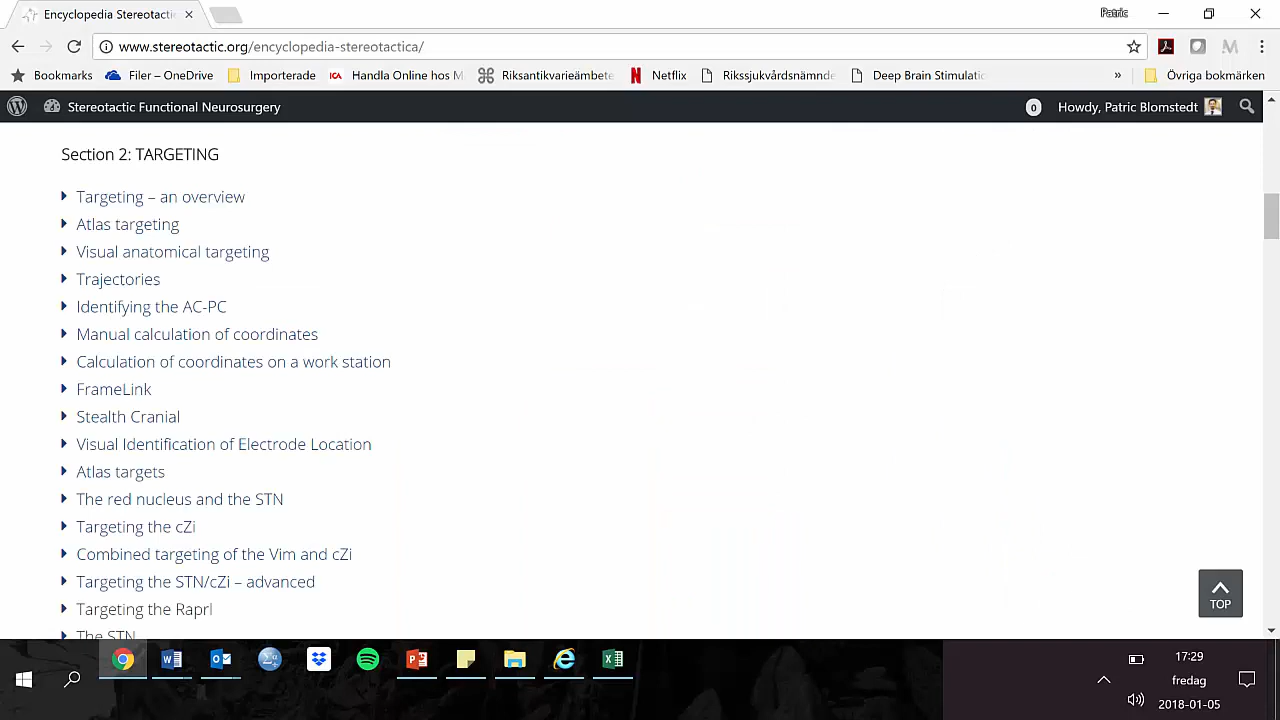 Encyclopedia Stereotactic
Patric
www.stereotactic.org/encyclopedia-stereotactica/
Bookmarks
Filer – OneDrive
Importerade
ICA Handla Online hos M
Riksantikvarieämbete
Netflix
Rikssjukvårdsnämnde
Deep Brain Stimulati
»
Övriga bokmärken
Stereotactic Functional Neurosurgery
0
Howdy, Patric Blomstedt
Section 2: TARGETING
Targeting – an overview
Atlas targeting
Visual anatomical targeting
Trajectories
Identifying the AC-PC
Manual calculation of coordinates
Calculation of coordinates on a work station
FrameLink
Stealth Cranial
Visual Identification of Electrode Location
Atlas targets
The red nucleus and the STN
Targeting the cZi
Combined targeting of the Vim and cZi
Targeting the STN/cZi – advanced
Targeting the Raprl
The STN
TOP
17:29
fredag
2018-01-05